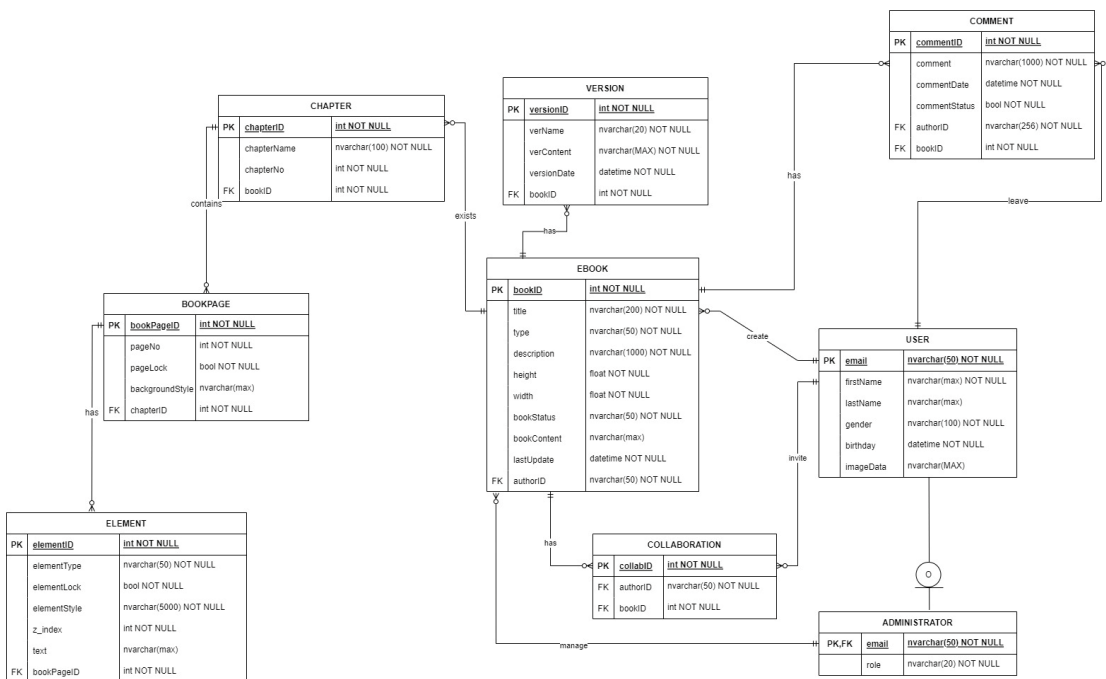 COMMENT
PK commentID int NOT NULL
comment nvarchar(1000) NOT NULL
commentDate datetime NOT NULL
commentStatus bool NOT NULL
FK authorID nvarchar(256) NOT NULL
FK bookID int NOT NULL
VERSION
PK versionID int NOT NULL
verName nvarchar(20) NOT NULL
verContent nvarchar(MAX) NOT NULL
versionDate datetime NOT NULL
FK bookID int NOT NULL
CHAPTER
PK chapterID int NOT NULL
chapterName nvarchar(100) NOT NULL
chapterNo int NOT NULL
FK bookID int NOT NULL
has
contains
leave
exists
has
EBOOK
PK bookID int NOT NULL
title nvarchar(200) NOT NULL
type nvarchar(50) NOT NULL
description nvarchar(1000) NOT NULL
height float NOT NULL
width float NOT NULL
bookStatus nvarchar(50) NOT NULL
bookContent nvarchar(max)
lastUpdate datetime NOT NULL
FK authorID nvarchar(50) NOT NULL
BOOKPAGE
PK bookPageID int NOT NULL
pageNo int NOT NULL
pageLock bool NOT NULL
backgroundStyle nvarchar(max)
FK chapterID int NOT NULL
create
USER
PK email nvarchar(50) NOT NULL
firstName nvarchar(max) NOT NULL
lastName nvarchar(max)
gender nvarchar(100) NOT NULL
birthday datetime NOT NULL
imageData nvarchar(MAX)
has
invite
ELEMENT
PK elementID int NOT NULL
elementType nvarchar(50) NOT NULL
elementLock bool NOT NULL
elementStyle nvarchar(5000) NOT NULL
z_index int NOT NULL
text nvarchar(max)
FK bookPageID int NOT NULL
has
COLLABORATION
PK collabID int NOT NULL
FK authorID nvarchar(50) NOT NULL
FK bookID int NOT NULL
O
manage
ADMINISTRATOR
PK,FK email nvarchar(50) NOT NULL
role nvarchar(20) NOT NULL